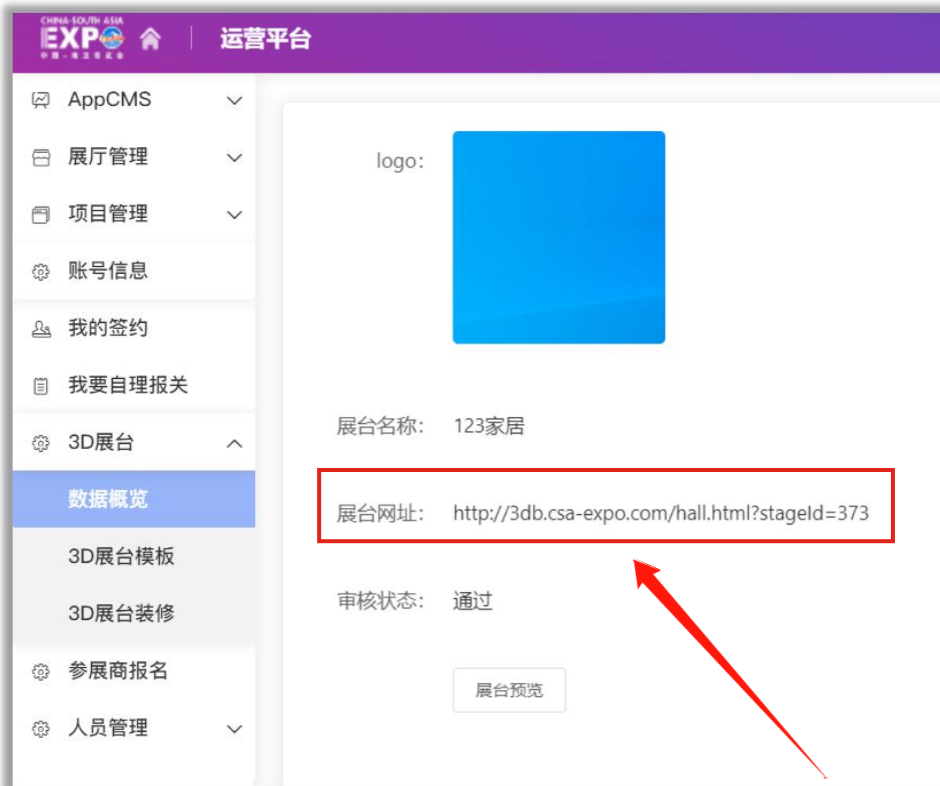 CHINA-SOUTH ASIA
EXPO
运营平台
AppCMS
展厅管理
项目管理
账号信息
我的签约
我要自理报关
3D展台
数据概览
3D展台模板
3D展台装修
参展商报名
人员管理
logo:
展台名称: 123家居
展台网址: http://3db.csa-expo.com/hall.html?stageId=373
审核状态: 通过
展台预览